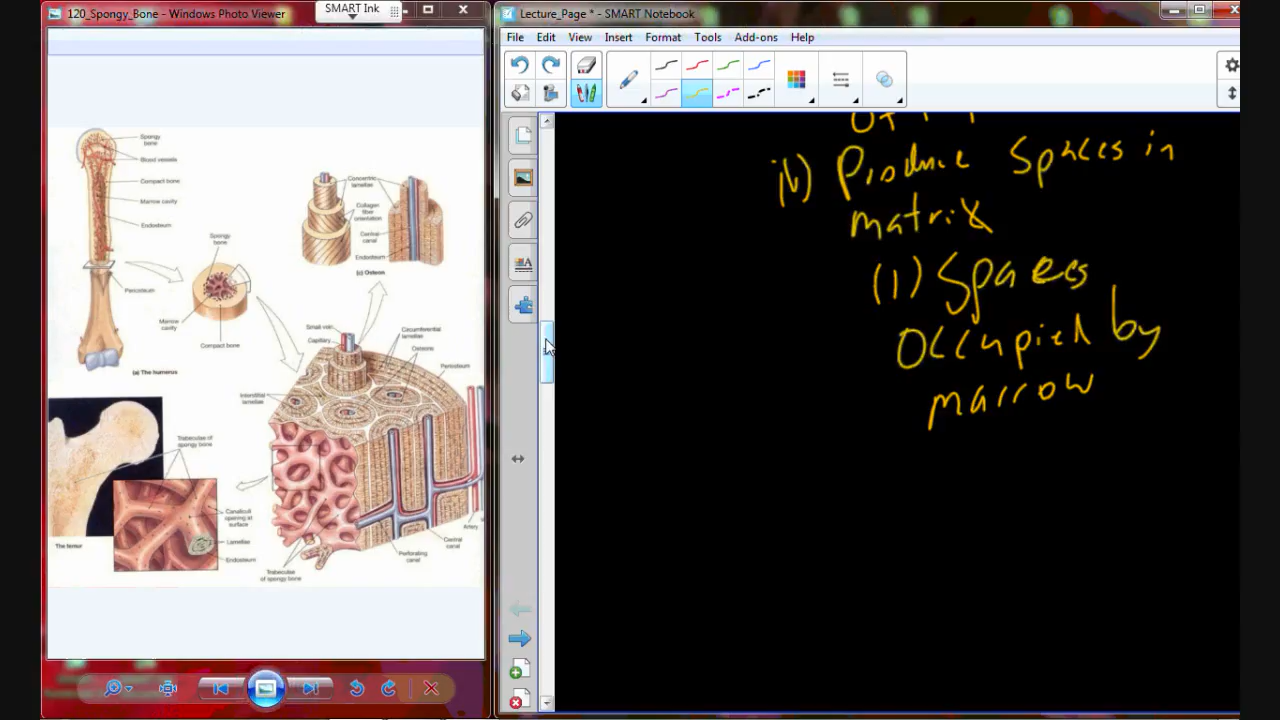 120_Spongy_Bone - Windows Photo Viewer
SMART Ink
Lecture_Page * - SMART Notebook
File Edit View Insert Format Tools Add-ons Help
Spongy
bone
Blood vessels
Compact bone
Marrow cavity
Endosteum
Periosteum
(a) The humerus
Spongy
bone
Marrow
cavity
Compact bone
Concentric
lamellae
Collagen
fiber
orientation
Central
canal
Endosteum
(c) Osteon
Small vein
Capillary
Circumferential
lamellae
Osteons
Periosteum
Interstitial
lamellae
Artery
Central
canal
Perforating
canal
Trabeculae
of spongy bone
Trabeculae of
spongy bone
Canaliculi
opening at
surface
Lamellae
Endosteum
The femur
iv) Produce Spaces in
matrix
(1) Spaces
Occupied by
marrow